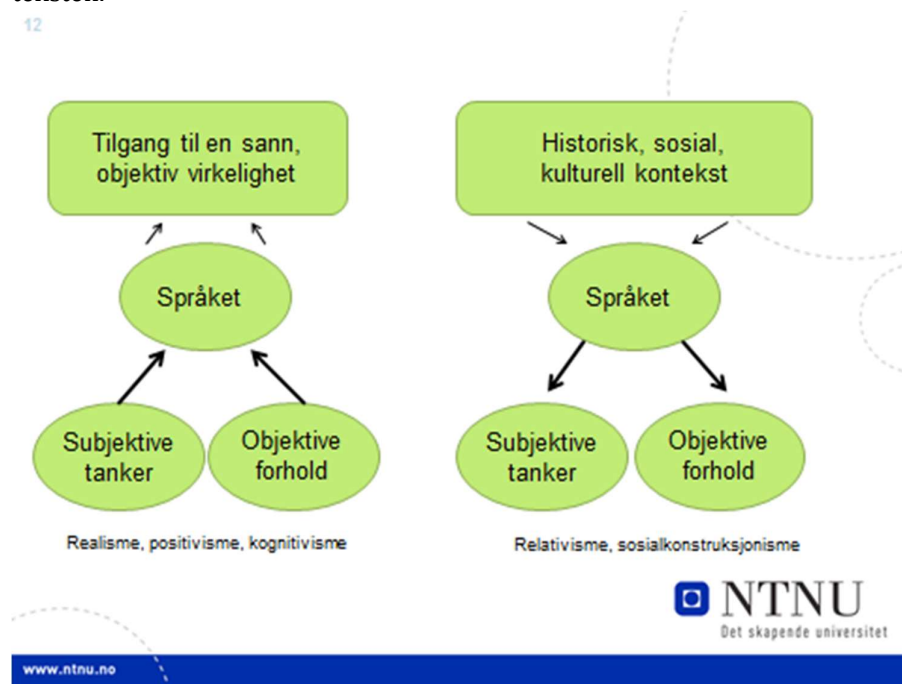 teksten.
12
Tilgang til en sann,
objektiv virkelighet
Språket
Subjektive
tanker
Objektive
forhold
Realisme, positivisme, kognitivisme
Historisk, sosial,
kulturell kontekst
Språket
Subjektive
tanker
Objektive
forhold
Relativisme, sosialkonstruksjonisme
NTNU
Det skapende universitet
www.ntnu.no